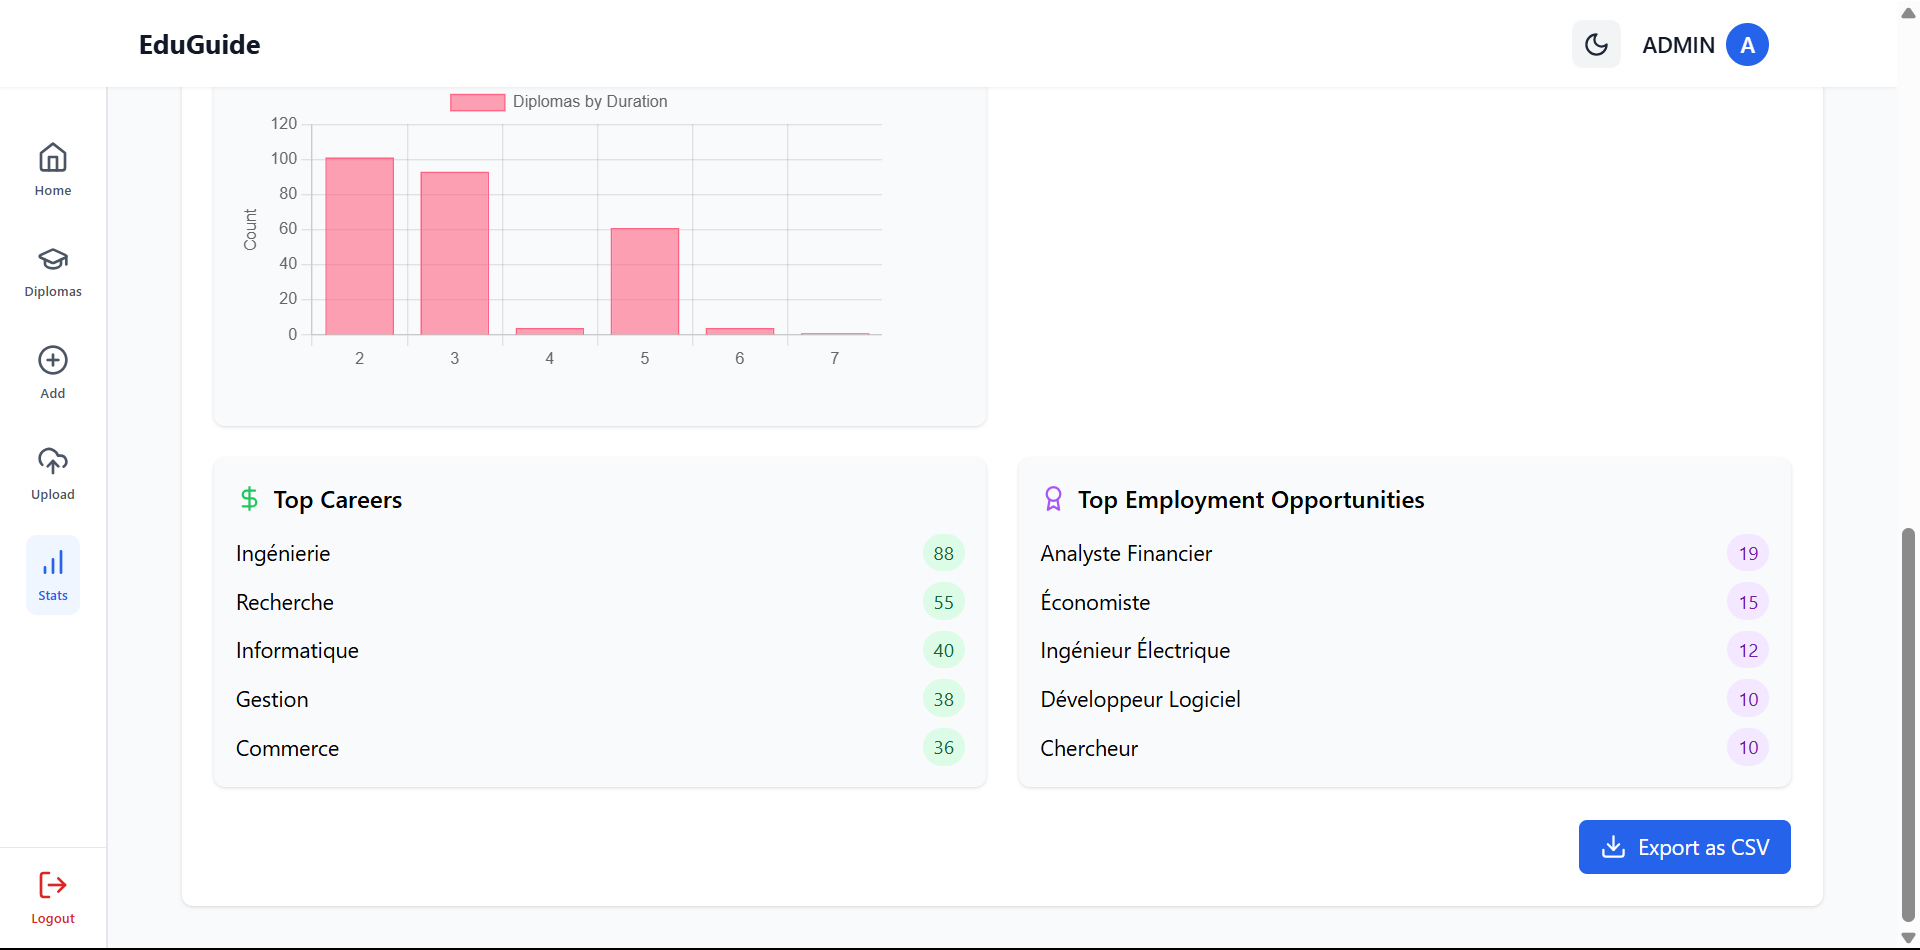 EduGuide
ADMIN A
Home
Diplomas
Add
Upload
Stats
Logout
Diplomas by Duration
Count
120
100
80
60
40
20
0
2 3 4 5 6 7
Top Careers
Ingénierie 88
Recherche 55
Informatique 40
Gestion 38
Commerce 36
Top Employment Opportunities
Analyste Financier 19
Économiste 15
Ingénieur Électrique 12
Développeur Logiciel 10
Chercheur 10
Export as CSV